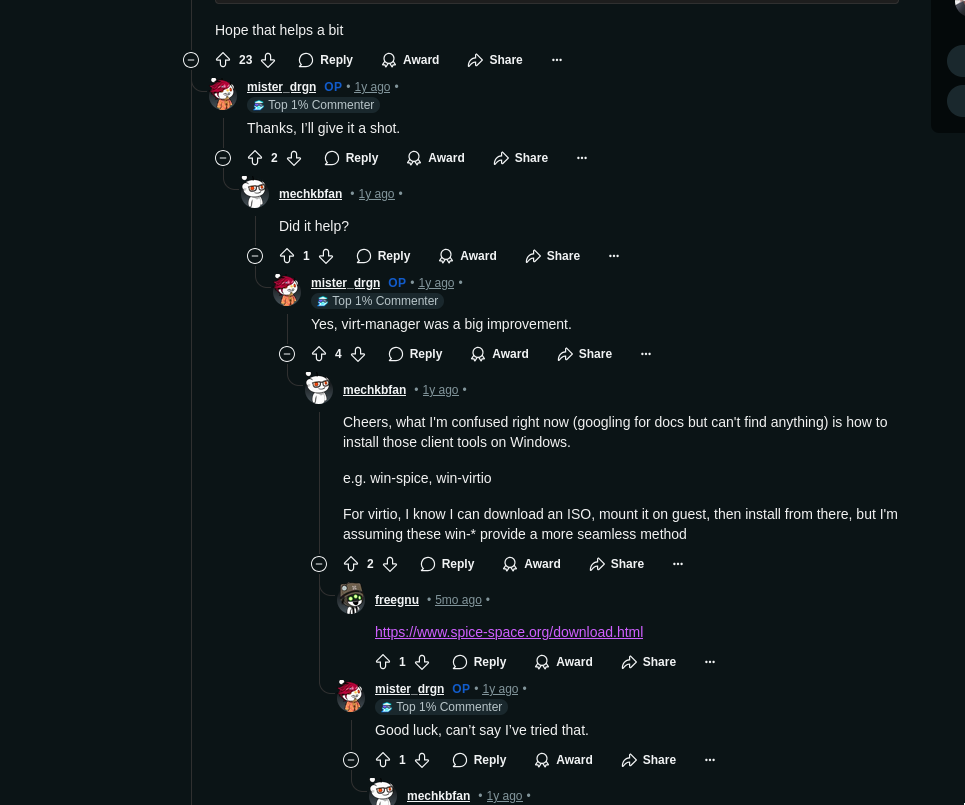 Hope that helps a bit
23 Reply Award Share ...
mister_drgn OP • 1y ago •
Top 1% Commenter
Thanks, I’ll give it a shot.
2 Reply Award Share ...
mechkbfan • 1y ago •
Did it help?
1 Reply Award Share ...
mister_drgn OP • 1y ago •
Top 1% Commenter
Yes, virt-manager was a big improvement.
4 Reply Award Share ...
mechkbfan • 1y ago •
Cheers, what I'm confused right now (googling for docs but can't find anything) is how to
install those client tools on Windows.
e.g. win-spice, win-virtio
For virtio, I know I can download an ISO, mount it on guest, then install from there, but I'm
assuming these win-* provide a more seamless method
2 Reply Award Share ...
freegnu • 5mo ago •
https://www.spice-space.org/download.html
1 Reply Award Share ...
mister_drgn OP • 1y ago •
Top 1% Commenter
Good luck, can’t say I’ve tried that.
1 Reply Award Share ...
mechkbfan • 1y ago •